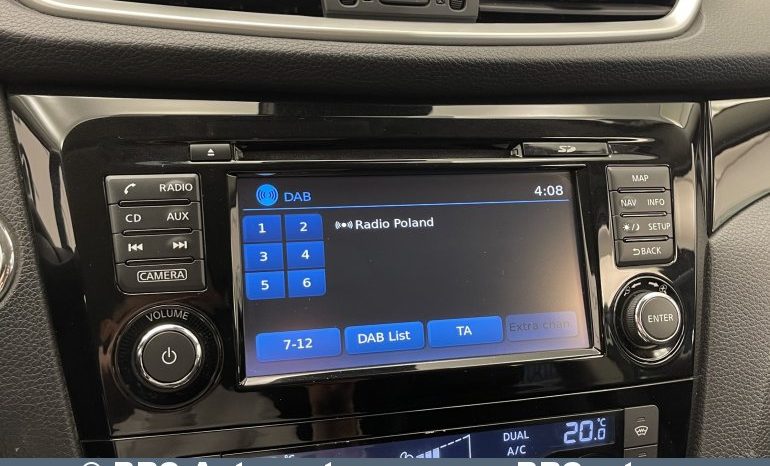 SD
RADIO
CD AUX
CAMERA
VOLUME
DAB 4:08
1 2 Radio Poland
3 4
5 6
7-12 DAB List TA Extra chan.
MAP
NAV INFO
SETUP
BACK
ENTER
DUAL
A/C
20.0 °C
°C